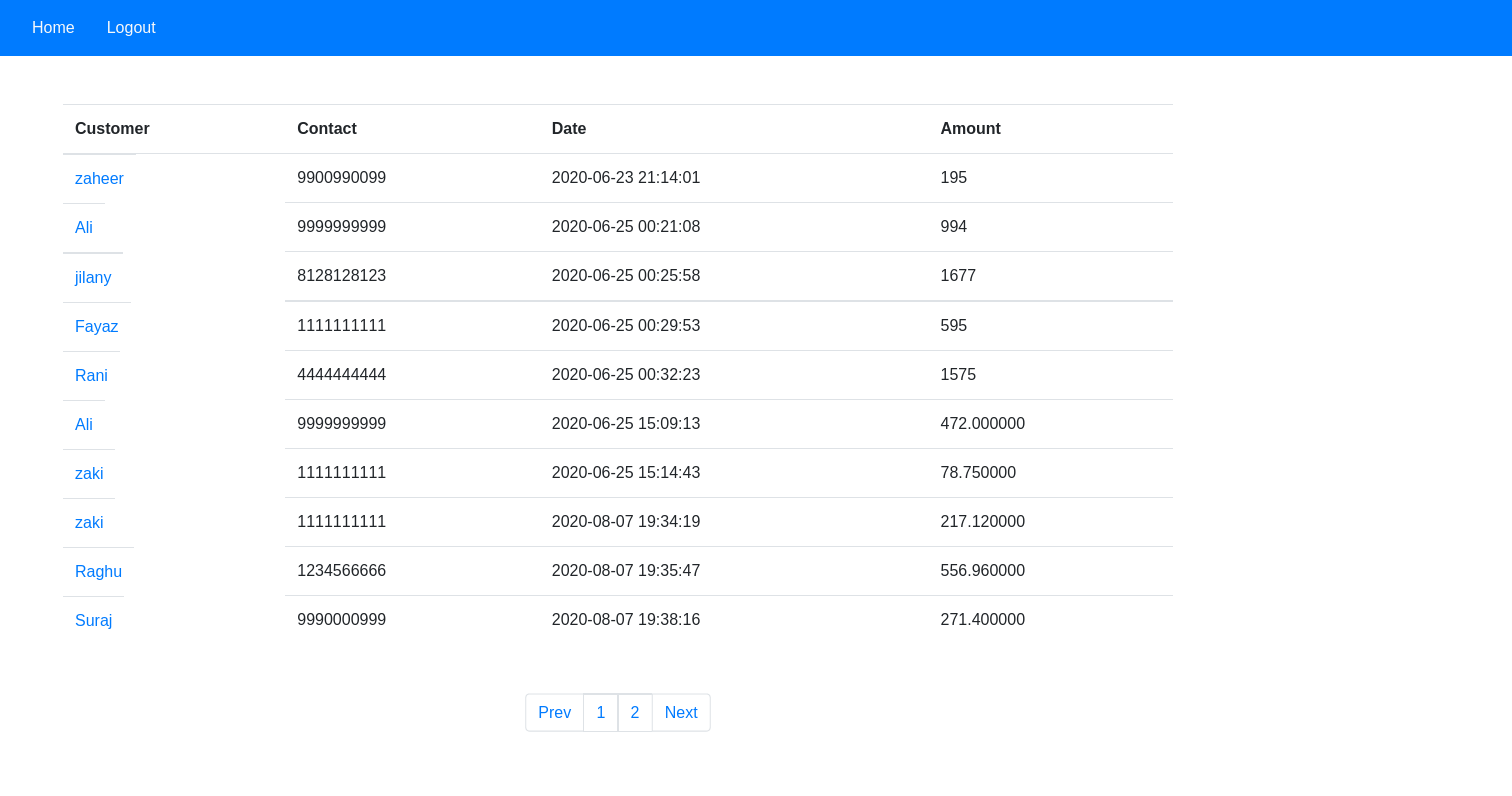 Home Logout
Customer Contact Date Amount
zaheer 9900990099 2020-06-23 21:14:01 195
Ali 9999999999 2020-06-25 00:21:08 994
jilany 8128128123 2020-06-25 00:25:58 1677
Fayaz 1111111111 2020-06-25 00:29:53 595
Rani 4444444444 2020-06-25 00:32:23 1575
Ali 9999999999 2020-06-25 15:09:13 472.000000
zaki 1111111111 2020-06-25 15:14:43 78.750000
zaki 1111111111 2020-08-07 19:34:19 217.120000
Raghu 1234566666 2020-08-07 19:35:47 556.960000
Suraj 9990000999 2020-08-07 19:38:16 271.400000
Prev 1 2 Next